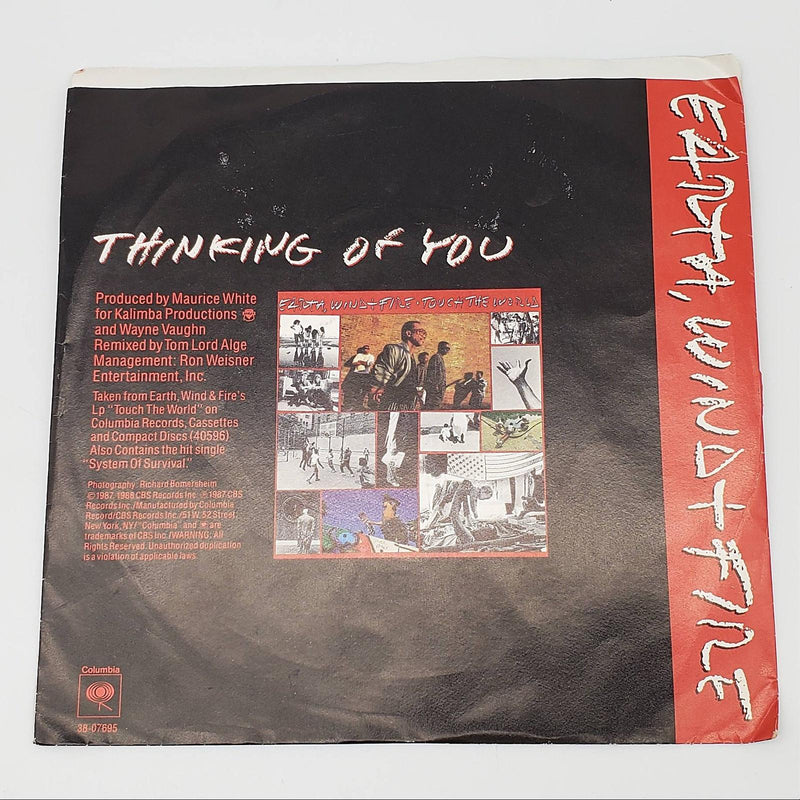 THINKING OF YOU
Produced by Maurice White
for Kalimba Productions
and Wayne Vaughn
Remixed by Tom Lord Alge
Management: Ron Weisner
Entertainment, Inc.
Taken from Earth, Wind & Fire's
Lp "Touch The World" on
Columbia Records, Cassettes
and Compact Discs (40596)
Also Contains the hit single
"System Of Survival."
Photography: Richard Bomersheim
© 1987, 1988 CBS Records Inc. ℗ 1987 CBS
Records Inc./Manufactured by Columbia
Record/CBS Records Inc./51 W. 52 Street,
New York, NY/ "Columbia" and are
trademarks of CBS Inc./WARNING: All
Rights Reserved. Unauthorized duplication
is a violation of applicable laws.
EARTH, WIND + FIRE • TOUCH THE WORLD
Columbia
38-07695
EARTH, WIND + FIRE